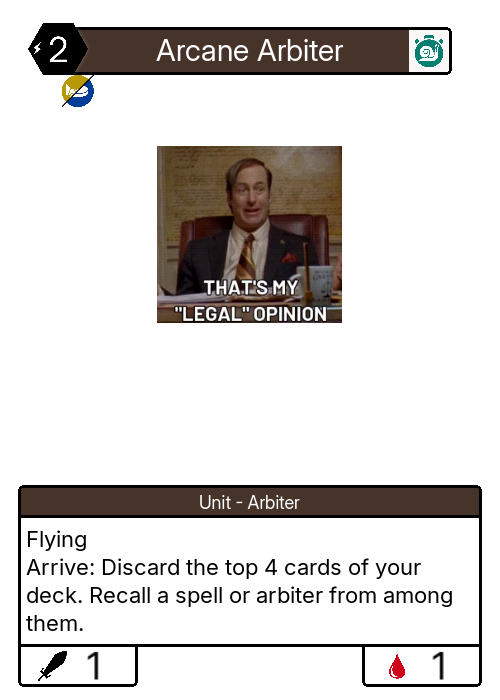 2
Arcane Arbiter
THAT'S MY
"LEGAL" OPINION
Unit - Arbiter
Flying
Arrive: Discard the top 4 cards of your
deck. Recall a spell or arbiter from among
them.
1
1